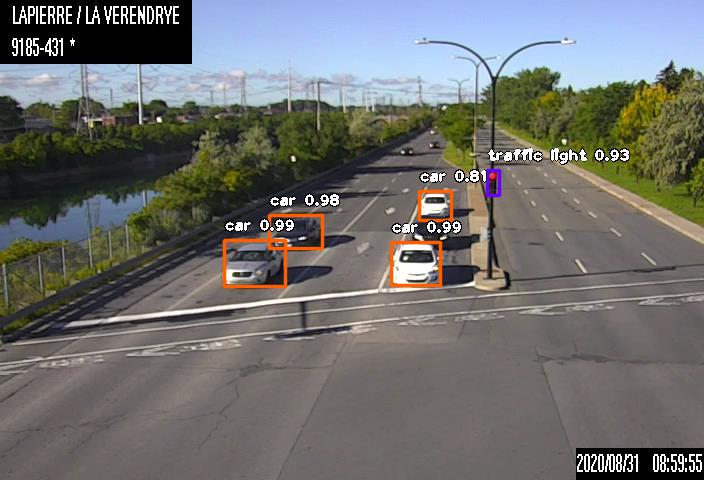 LAPIERRE / LA VERENDRYE
9185-431 *
traffic light 0.93
car 0.81
car 0.98
car 0.99
car 0.99
2020/08/31 08:59:55